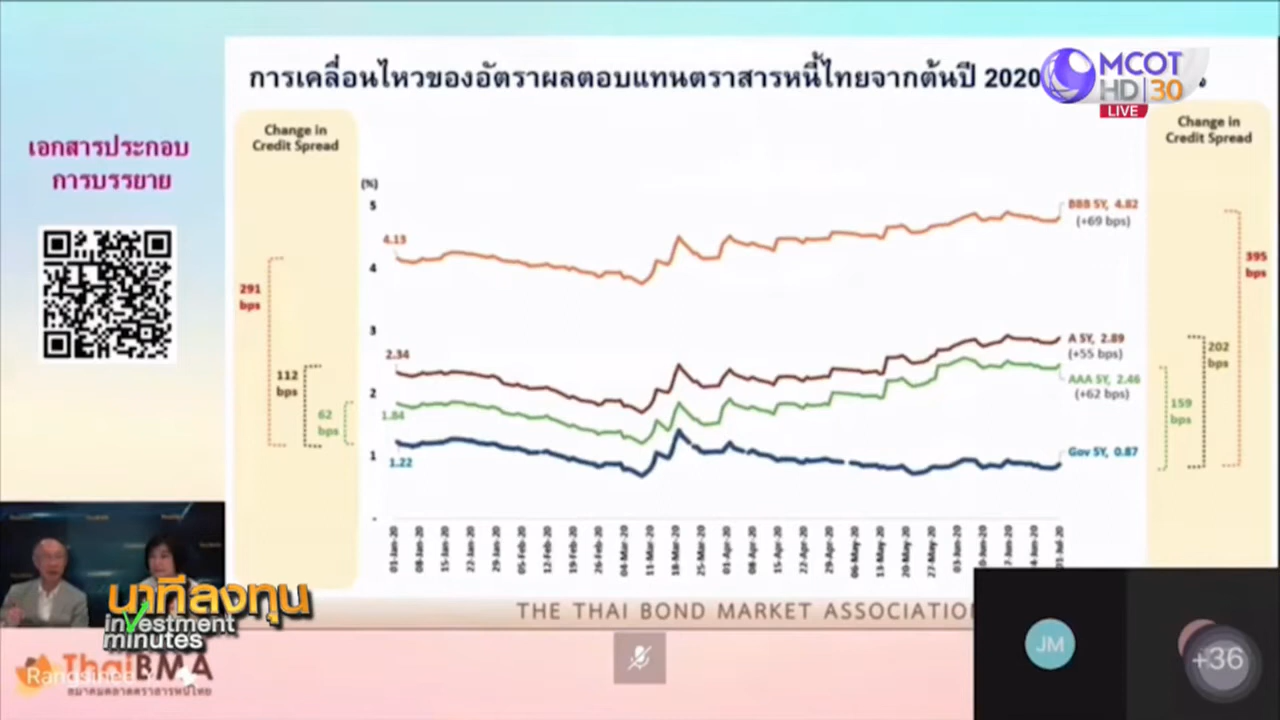 การเคลื่อนไหวของอัตราผลตอบแทนตราสารหนี้ไทยจากต้นปี 2020
MCOT
HD 30
LIVE
เอกสารประกอบ
การบรรยาย
Change in
Credit Spread
291
bps
112
bps
62
bps
(%)
5
4
3
2
1
-
4.13
2.34
1.84
1.22
BBB 5Y, 4.82
(+69 bps)
A 5Y, 2.89
(+55 bps)
AAA 5Y, 2.46
(+62 bps)
Gov 5Y, 0.87
Change in
Credit Spread
395
bps
202
bps
159
bps
01-Jan-20
08-Jan-20
15-Jan-20
22-Jan-20
29-Jan-20
05-Feb-20
12-Feb-20
19-Feb-20
26-Feb-20
04-Mar-20
11-Mar-20
18-Mar-20
25-Mar-20
01-Apr-20
08-Apr-20
15-Apr-20
22-Apr-20
29-Apr-20
06-May-20
13-May-20
20-May-20
27-May-20
03-Jun-20
01-Jul-20
THE THAI BOND MARKET ASSOCIATION
นาทีลงทุน
investment
minutes
ThaiBMA
สมาคมตลาดตราสารหนี้ไทย
JM
+36